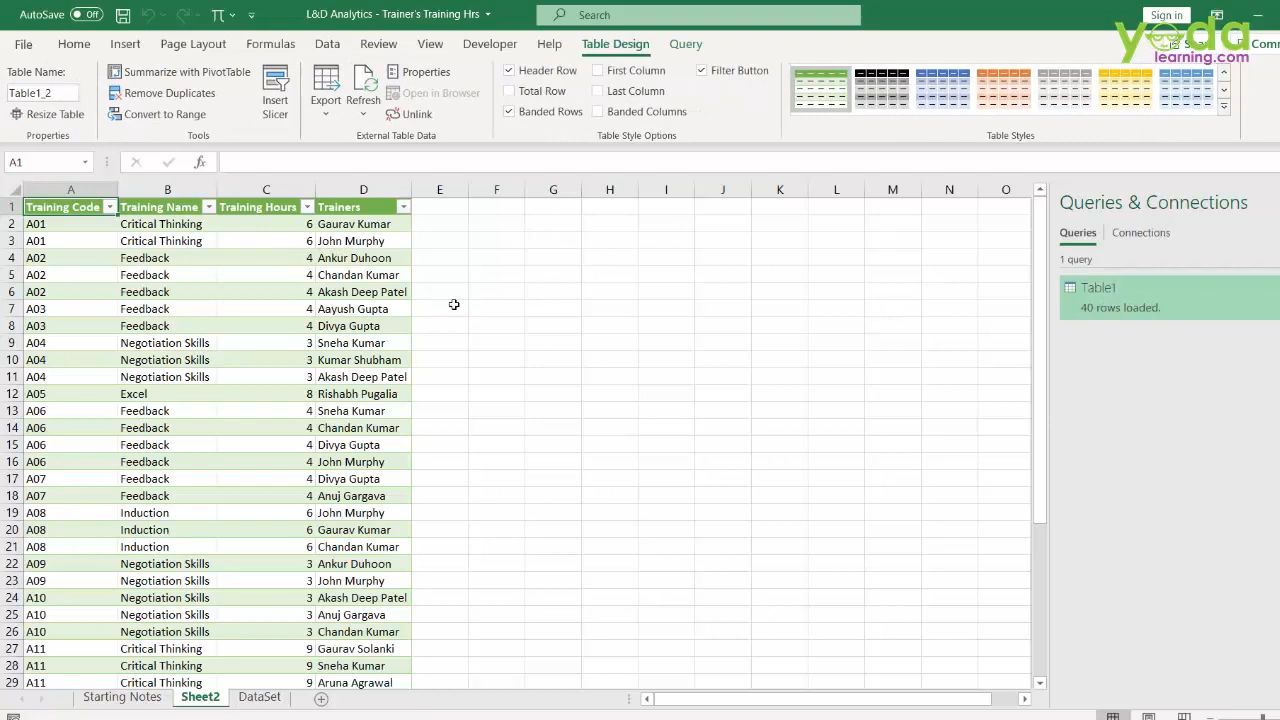 AutoSave Off L&D Analytics - Trainer's Training Hrs Search Sign in
yoda
learning.com
File Home Insert Page Layout Formulas Data Review View Developer Help Table Design Query
Table Name: Summarize with PivotTable Properties Header Row First Column Filter Button
Table1_2 Remove Duplicates Insert Slicer Export Refresh Open in Browser Total Row Last Column
Resize Table Convert to Range Unlink Banded Rows Banded Columns
Properties Tools External Table Data Table Style Options Table Styles
A1 fx
A B C D E F G H I J K L M N O
1 Training Code Training Name Training Hours Trainers
2 A01 Critical Thinking 6 Gaurav Kumar
3 A01 Critical Thinking 6 John Murphy
4 A02 Feedback 4 Ankur Duhoon
5 A02 Feedback 4 Chandan Kumar
6 A02 Feedback 4 Akash Deep Patel
7 A03 Feedback 4 Aayush Gupta
8 A03 Feedback 4 Divya Gupta
9 A04 Negotiation Skills 3 Sneha Kumar
10 A04 Negotiation Skills 3 Kumar Shubham
11 A04 Negotiation Skills 3 Akash Deep Patel
12 A05 Excel 8 Rishabh Pugalia
13 A06 Feedback 4 Sneha Kumar
14 A06 Feedback 4 Chandan Kumar
15 A06 Feedback 4 Divya Gupta
16 A06 Feedback 4 John Murphy
17 A07 Feedback 4 Divya Gupta
18 A07 Feedback 4 Anuj Gargava
19 A08 Induction 6 John Murphy
20 A08 Induction 6 Gaurav Kumar
21 A08 Induction 6 Chandan Kumar
22 A09 Negotiation Skills 3 Ankur Duhoon
23 A09 Negotiation Skills 3 John Murphy
24 A10 Negotiation Skills 3 Akash Deep Patel
25 A10 Negotiation Skills 3 Anuj Gargava
26 A10 Negotiation Skills 3 Chandan Kumar
27 A11 Critical Thinking 9 Gaurav Solanki
28 A11 Critical Thinking 9 Sneha Kumar
29 A11 Critical Thinking 9 Aruna Agrawal
Starting Notes Sheet2 DataSet
Queries & Connections
Queries Connections
1 query
Table1
40 rows loaded.